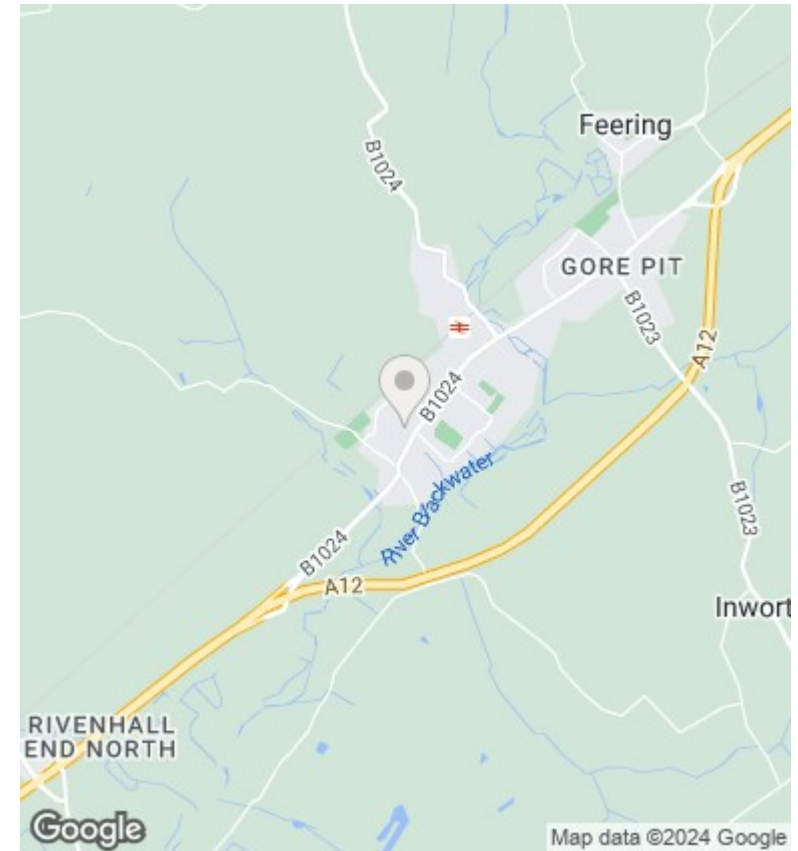 Feering
B1024
GORE PIT
B1023
A12
B1024
River Blackwater
B1023
B1024
A12
Inwort
RIVENHALL
END NORTH
Google
Map data ©2024 Google